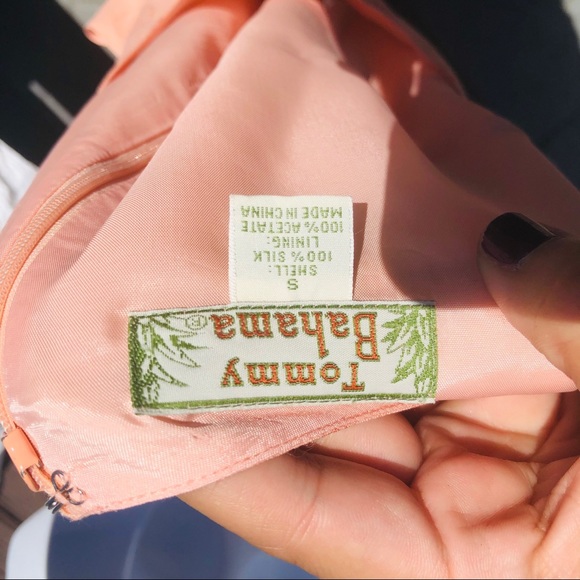 Tommy
Bahama®
S
SHELL:
100% SILK
LINING:
100% ACETATE
MADE IN CHINA